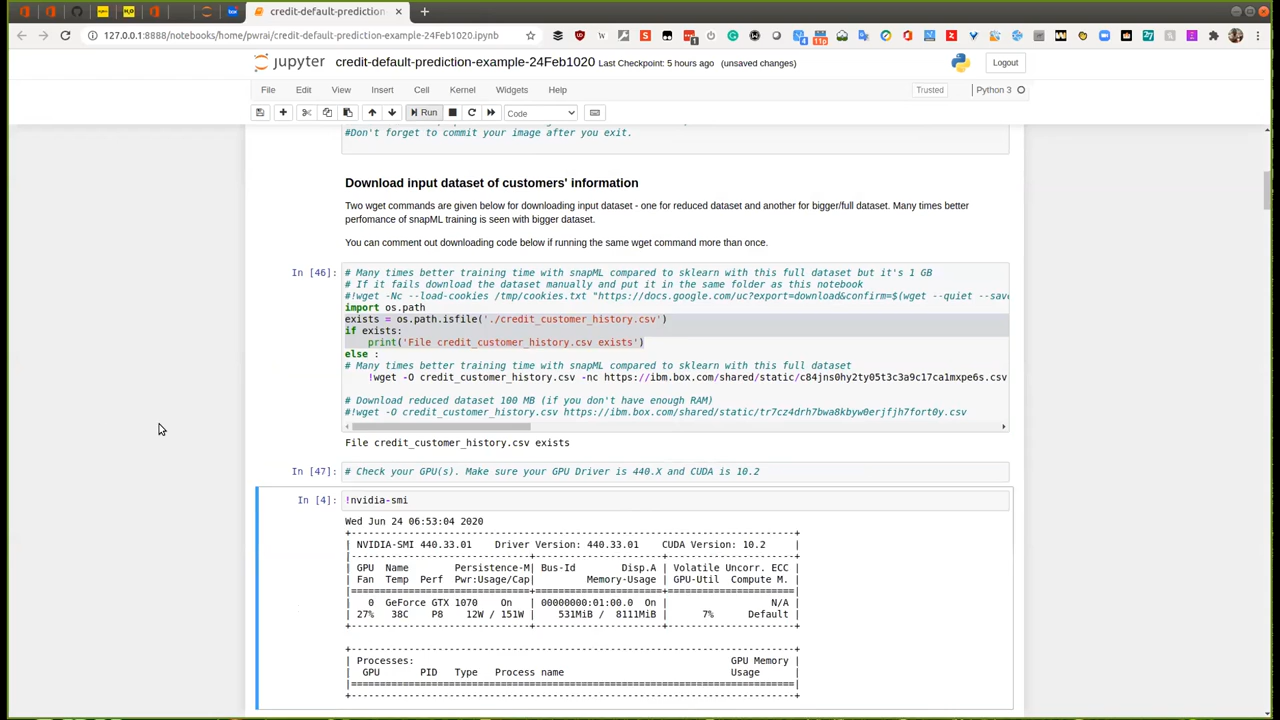 credit-default-prediction
127.0.0.1:8888/notebooks/home/pwrai/credit-default-prediction-example-24Feb1020.ipynb
jupyter credit-default-prediction-example-24Feb1020 Last Checkpoint: 5 hours ago (unsaved changes)
Logout
File Edit View Insert Cell Kernel Widgets Help
Trusted Python 3
Run Code
#Don't forget to commit your image after you exit.
Download input dataset of customers' information
Two wget commands are given below for downloading input dataset - one for reduced dataset and another for bigger/full dataset. Many times better
perfomance of snapML training is seen with bigger dataset.
You can comment out downloading code below if running the same wget command more than once.
In [46]: # Many times better training time with snapML compared to sklearn with this full dataset but it's 1 GB
# If it fails download the dataset manually and put it in the same folder as this notebook
#!wget -Nc --load-cookies /tmp/cookies.txt "https://docs.google.com/uc?export=download&confirm=$(wget --quiet --save
import os.path
exists = os.path.isfile('./credit_customer_history.csv')
if exists:
print('File credit_customer_history.csv exists')
else :
# Many times better training time with snapML compared to sklearn with this full dataset
!wget -O credit_customer_history.csv -nc https://ibm.box.com/shared/static/c84jns0hy2ty05t3c3a9c17ca1mxpe6s.csv
# Download reduced dataset 100 MB (if you don't have enough RAM)
#!wget -O credit_customer_history.csv https://ibm.box.com/shared/static/tr7cz4drh7bwa8kbyw0erjfjh7fort0y.csv
File credit_customer_history.csv exists
In [47]: # Check your GPU(s). Make sure your GPU Driver is 440.X and CUDA is 10.2
In [4]: !nvidia-smi
Wed Jun 24 06:53:04 2020
+-----------------------------------------------------------------------------+
| NVIDIA-SMI 440.33.01    Driver Version: 440.33.01    CUDA Version: 10.2     |
|-------------------------------+----------------------+----------------------+
| GPU  Name        Persistence-M| Bus-Id        Disp.A | Volatile Uncorr. ECC |
| Fan  Temp  Perf  Pwr:Usage/Cap|         Memory-Usage | GPU-Util  Compute M. |
|===============================+======================+======================|
|   0  GeForce GTX 1070    On   | 00000000:01:00.0  On |                  N/A |
| 27%   38C    P8    12W / 151W |    531MiB /  8111MiB |      7%      Default |
+-------------------------------+----------------------+----------------------+
+-----------------------------------------------------------------------------+
| Processes:                                                       GPU Memory |
|  GPU       PID   Type   Process name                             Usage      |
|=============================================================================|
+-----------------------------------------------------------------------------+